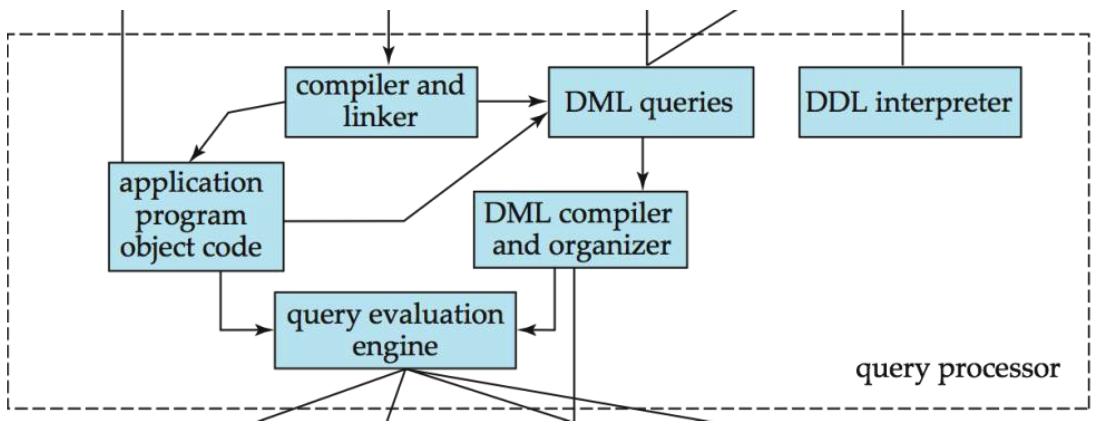 compiler and
linker
DML queries
DDL interpreter
application
program
object code
DML compiler
and organizer
query evaluation
engine
query processor